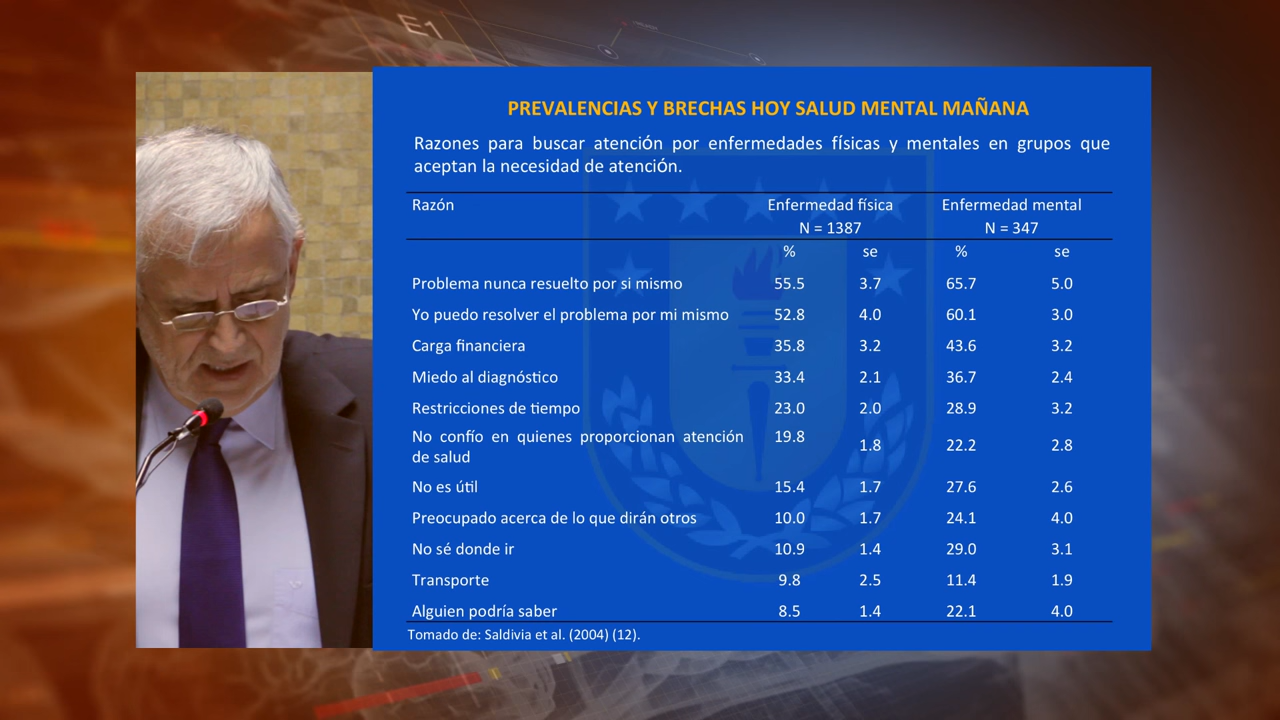 E1
PREVALENCIAS Y BRECHAS HOY SALUD MENTAL MAÑANA
Razones para buscar atención por enfermedades físicas y mentales en grupos que
aceptan la necesidad de atención.
Razón Enfermedad física Enfermedad mental
N = 1387 N = 347
% se % se
Problema nunca resuelto por si mismo 55.5 3.7 65.7 5.0
Yo puedo resolver el problema por mi mismo 52.8 4.0 60.1 3.0
Carga financiera 35.8 3.2 43.6 3.2
Miedo al diagnóstico 33.4 2.1 36.7 2.4
Restricciones de tiempo 23.0 2.0 28.9 3.2
No confío en quienes proporcionan atención 19.8 1.8 22.2 2.8
de salud
No es útil 15.4 1.7 27.6 2.6
Preocupado acerca de lo que dirán otros 10.0 1.7 24.1 4.0
No sé donde ir 10.9 1.4 29.0 3.1
Transporte 9.8 2.5 11.4 1.9
Alguien podría saber 8.5 1.4 22.1 4.0
Tomado de: Saldivia et al. (2004) (12).